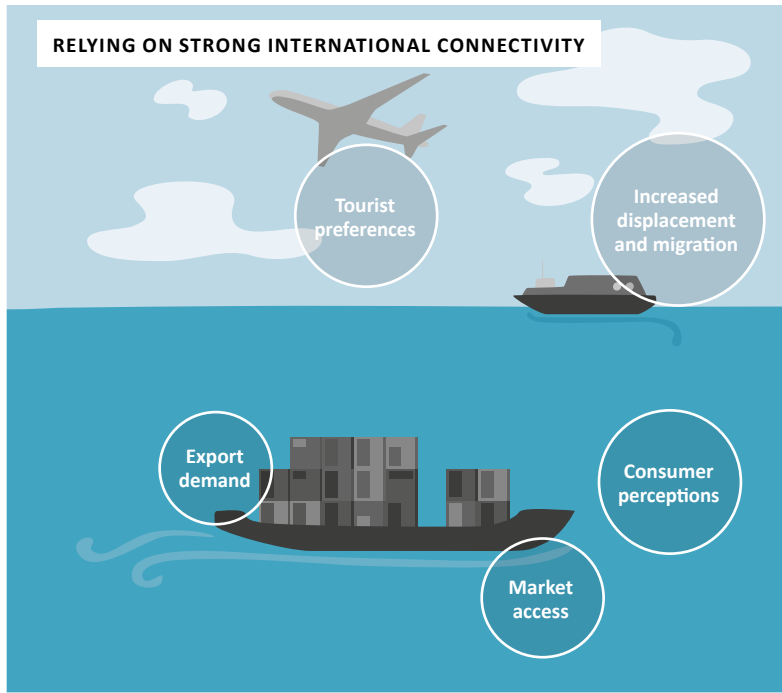 RELYING ON STRONG INTERNATIONAL CONNECTIVITY
Tourist
preferences
Increased
displacement
and migration
Export
demand
Consumer
perceptions
Market
access